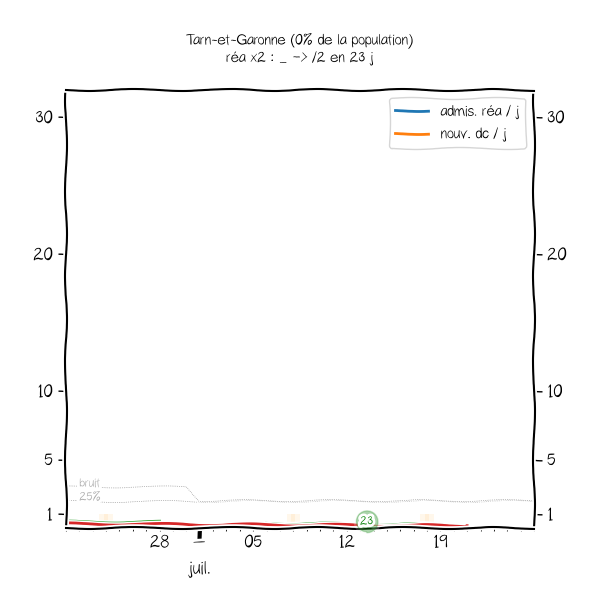 Tarn-et-Garonne (0% de la population)
réa x2 : _ -> /2 en 23 j
admis. réa / j
nouv. dc / j
30
30
20
20
10
10
5
5
bruit
25%
1
1
23
28
1
05
12
19
juil.